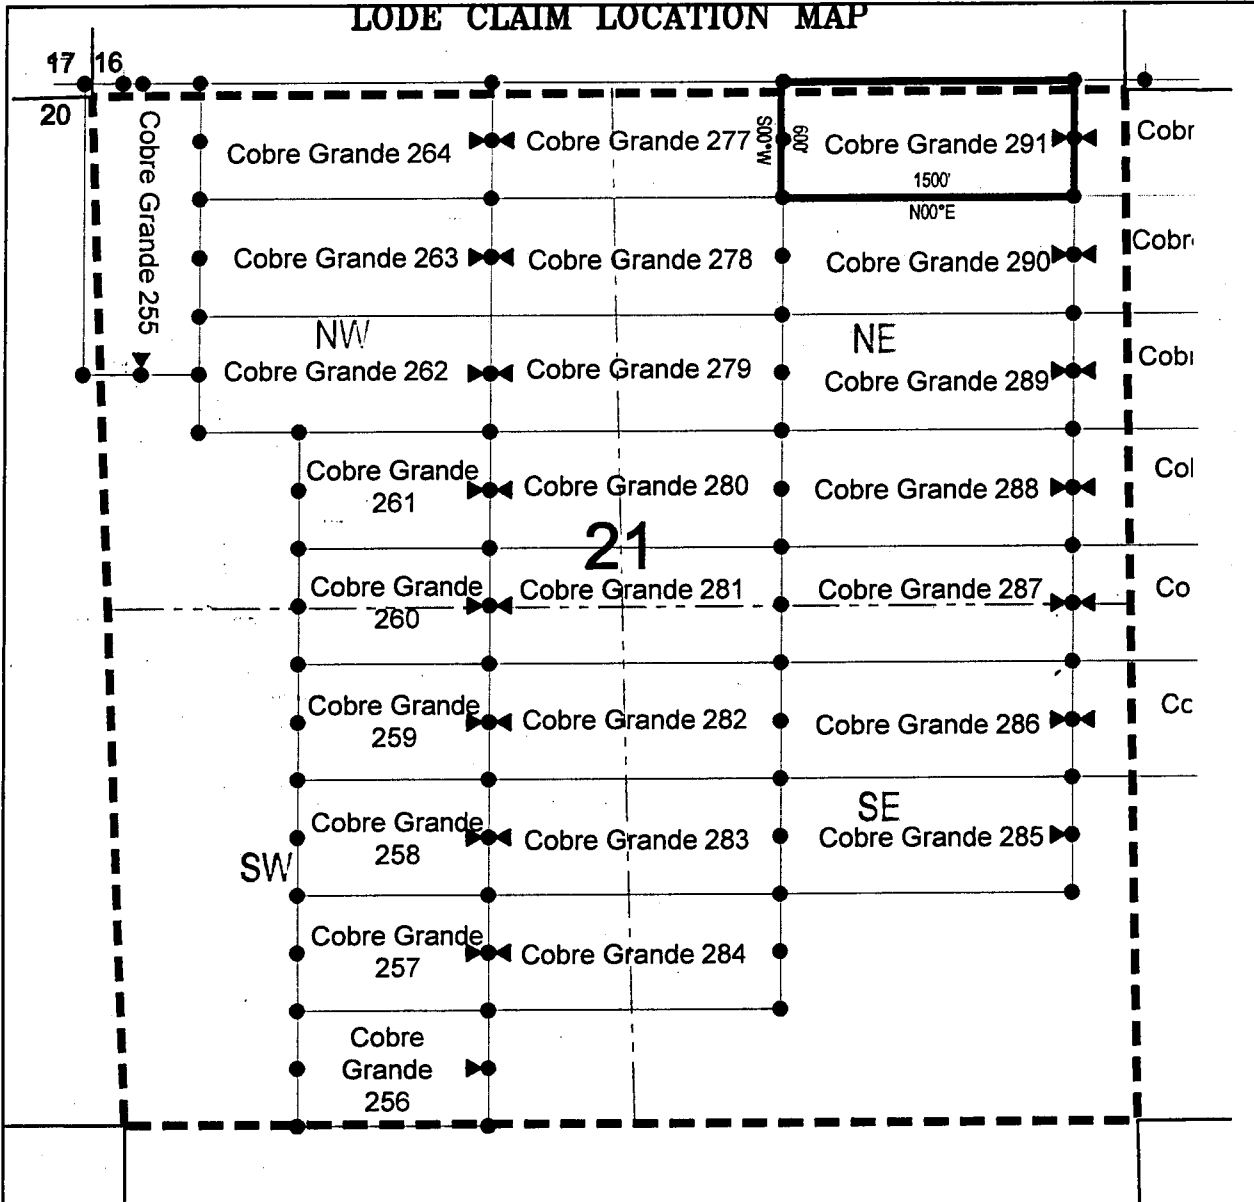 LODE CLAIM LOCATION MAP
17 16
20
Cobre Grande 255
Cobre Grande 264
Cobre Grande 277
S00°W
600'
Cobre Grande 291
1500'
N00°E
Cobr
Cobre Grande 263
Cobre Grande 278
Cobre Grande 290
Cobr
NW
NE
Cobre Grande 262
Cobre Grande 279
Cobre Grande 289
Cobr
Cobre Grande
261
Cobre Grande 280
Cobre Grande 288
Col
21
Cobre Grande
260
Cobre Grande 281
Cobre Grande 287
Co
Cobre Grande
259
Cobre Grande 282
Cobre Grande 286
Cc
SE
Cobre Grande
258
Cobre Grande 283
Cobre Grande 285
SW
Cobre Grande
257
Cobre Grande 284
Cobre
Grande
256